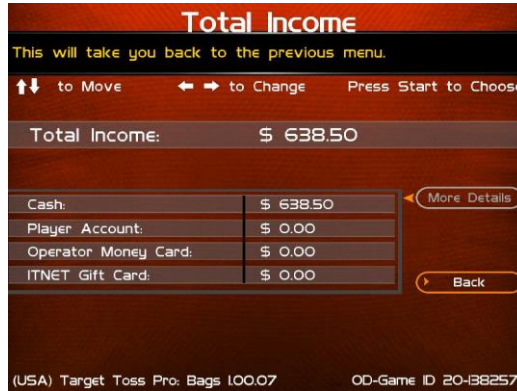 Total Income
This will take you back to the previous menu.
to Move to Change Press Start to Choose
Total Income: $ 638.50
Cash: $ 638.50
More Details
Player Account: $ 0.00
Operator Money Card: $ 0.00
ITNET Gift Card: $ 0.00
Back
(USA) Target Toss Pro: Bags 1.00.07 OD-Game ID 20-138257